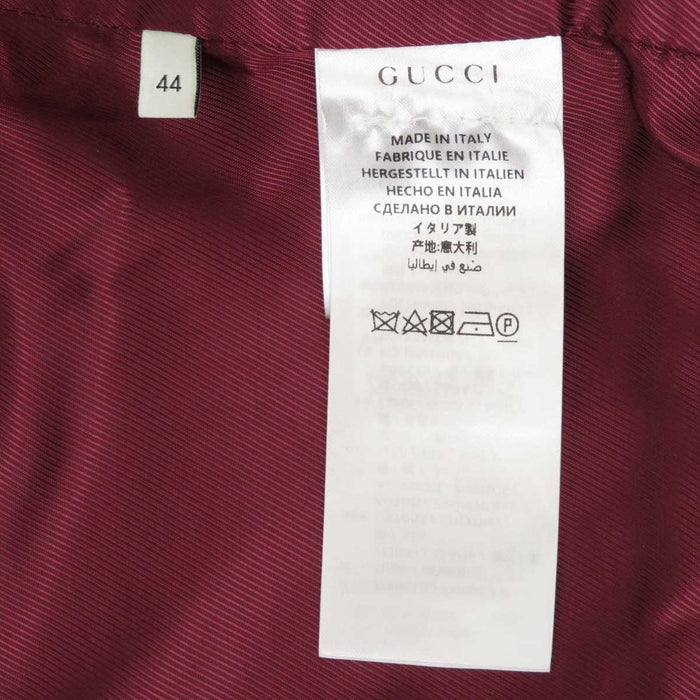 44
GUCCI
MADE IN ITALY
FABRIQUE EN ITALIE
HERGESTELLT IN ITALIEN
HECHO EN ITALIA
СДЕЛАНО В ИТАЛИИ
イタリア製
产地:意大利
صنع في إيطاليا
P